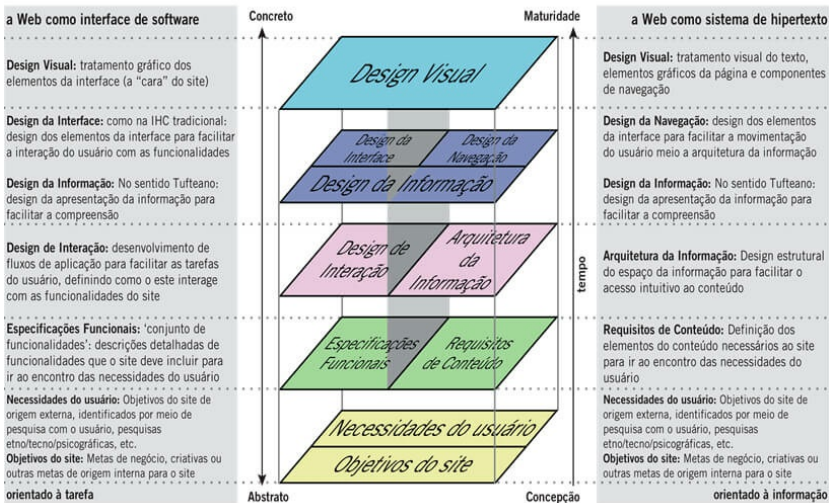 a Web como interface de software
Design Visual: tratamento gráfico dos
elementos da interface (a “cara” do site)
Design da Interface: como na IHC tradicional:
design dos elementos da interface para facilitar
a interação do usuário com as funcionalidades
Design da Informação: No sentido Tufteano:
design da apresentação da informação para
facilitar a compreensão
Design de Interação: desenvolvimento de
fluxos de aplicação para facilitar as tarefas
do usuário, definindo como o este interage
com as funcionalidades do site
Especificações Funcionais: ‘conjunto de
funcionalidades’: descrições detalhadas de
funcionalidades que o site deve incluir para
ir ao encontro das necessidades do usuário
Necessidades do usuário: Objetivos do site de
origem externa, identificados por meio de
pesquisa com o usuário, pesquisas
etno/tecno/psicográficas, etc.
Objetivos do site: Metas de negócio, criativas ou
outras metas de origem interna para o site
orientado à tarefa
Concreto
Maturidade
Design Visual
Design da
Interface
Design da
Navegação
Design da Informação
Design de
Interação
Arquitetura
da
Informação
Especificações
Funcionais
Requisitos
de Conteúdo
Necessidades do usuário
Objetivos do site
tempo
Abstrato
Concepção
a Web como sistema de hipertexto
Design Visual: tratamento visual do texto,
elementos gráficos da página e componentes
de navegação
Design da Navegação: design dos elementos
da interface para facilitar a movimentação
do usuário meio a arquitetura da informação
Design da Informação: No sentido Tufteano:
design da apresentação da informação para
facilitar a compreensão
Arquitetura da Informação: Design estrutural
do espaço da informação para facilitar o
acesso intuitivo ao conteúdo
Requisitos de Conteúdo: Definição dos
elementos do conteúdo necessários ao site
para ir ao encontro das necessidades do
usuário
Necessidades do usuário: Objetivos do site de
origem externa, identificados por meio de
pesquisa com o usuário, pesquisas
etno/tecno/psicográficas, etc.
Objetivos do site: Metas de negócio, criativas ou
outras metas de origem interna para o site
orientado à informação